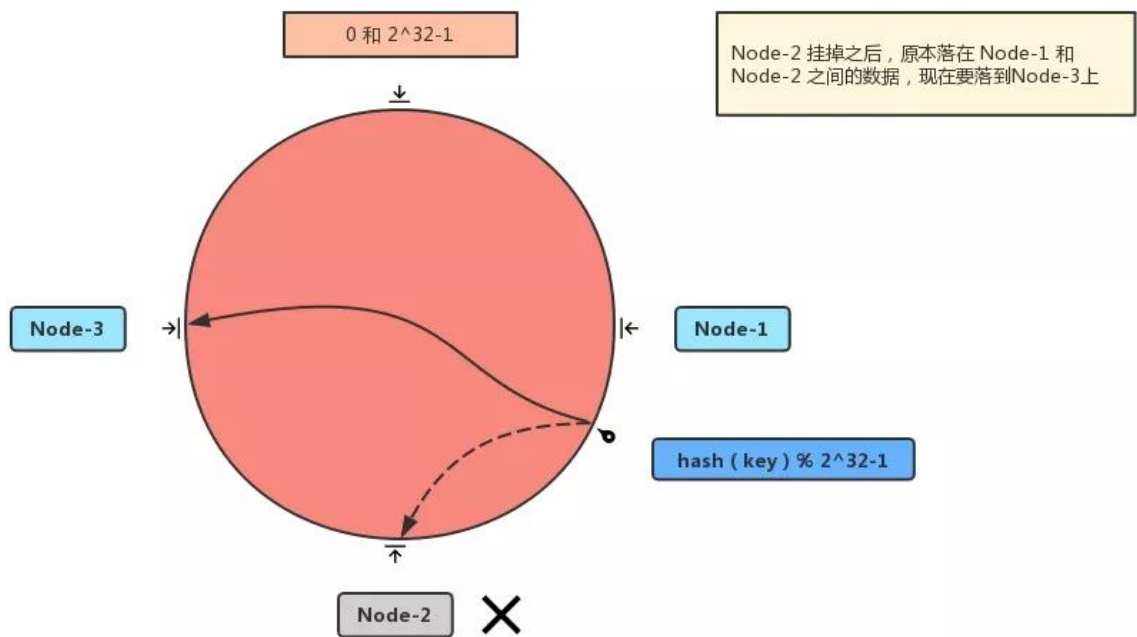 0 和 2^32-1
Node-2 挂掉之后，原本落在 Node-1 和
Node-2 之间的数据，现在要落到Node-3上
Node-3
Node-1
hash（key）% 2^32-1
Node-2